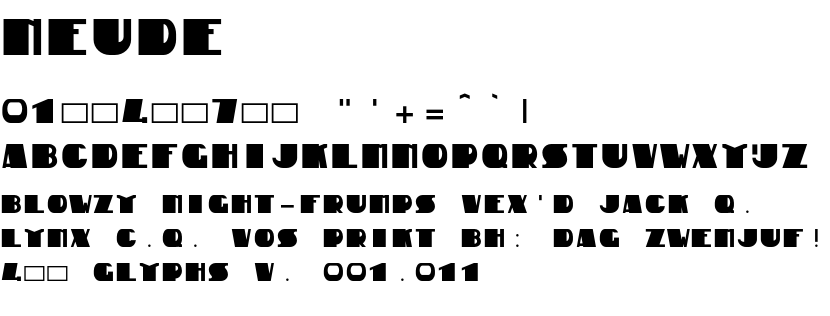 NEUDE
01□□4□□7□□ " ' + = ^ ` |
ABCDEFGHIJKLMNOPQRSTUVWXYĲZ
BLOWZY NIGHT-FRUMPS VEX'D JACK Q.
LYNX C.Q. VOS PRIKT BH: DAG ZWEMJUF!
4□□ GLYPHS V. 001.011